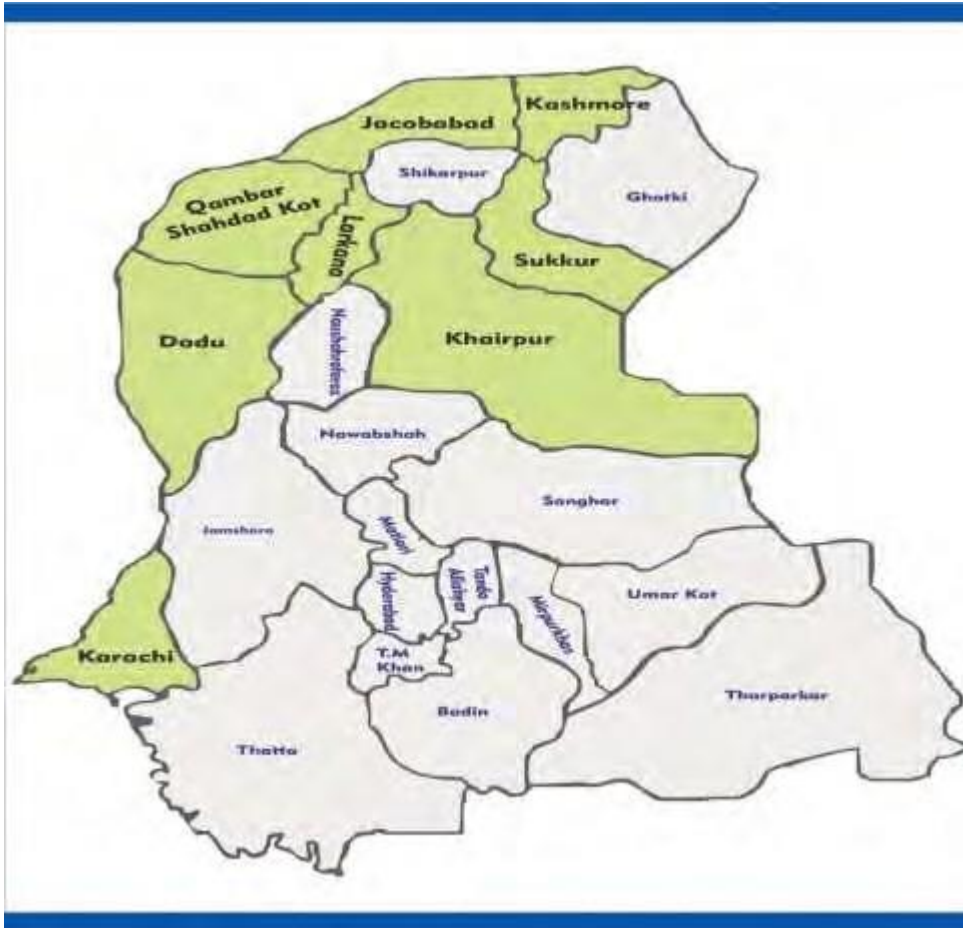 Kashmore
Jacobabad
Shikarpur
Ghotki
Qambar
Shahdad Kot
Larkana
Sukkur
Dadu
Khairpur
Naushahroferoz
Nawabshah
Sanghar
Jamshoro
Matiari
Hyderabad
Tando
Allahyar
Mirpurkhas
Umar Kot
Karachi
T.M
Khan
Tharparkar
Badin
Thatta